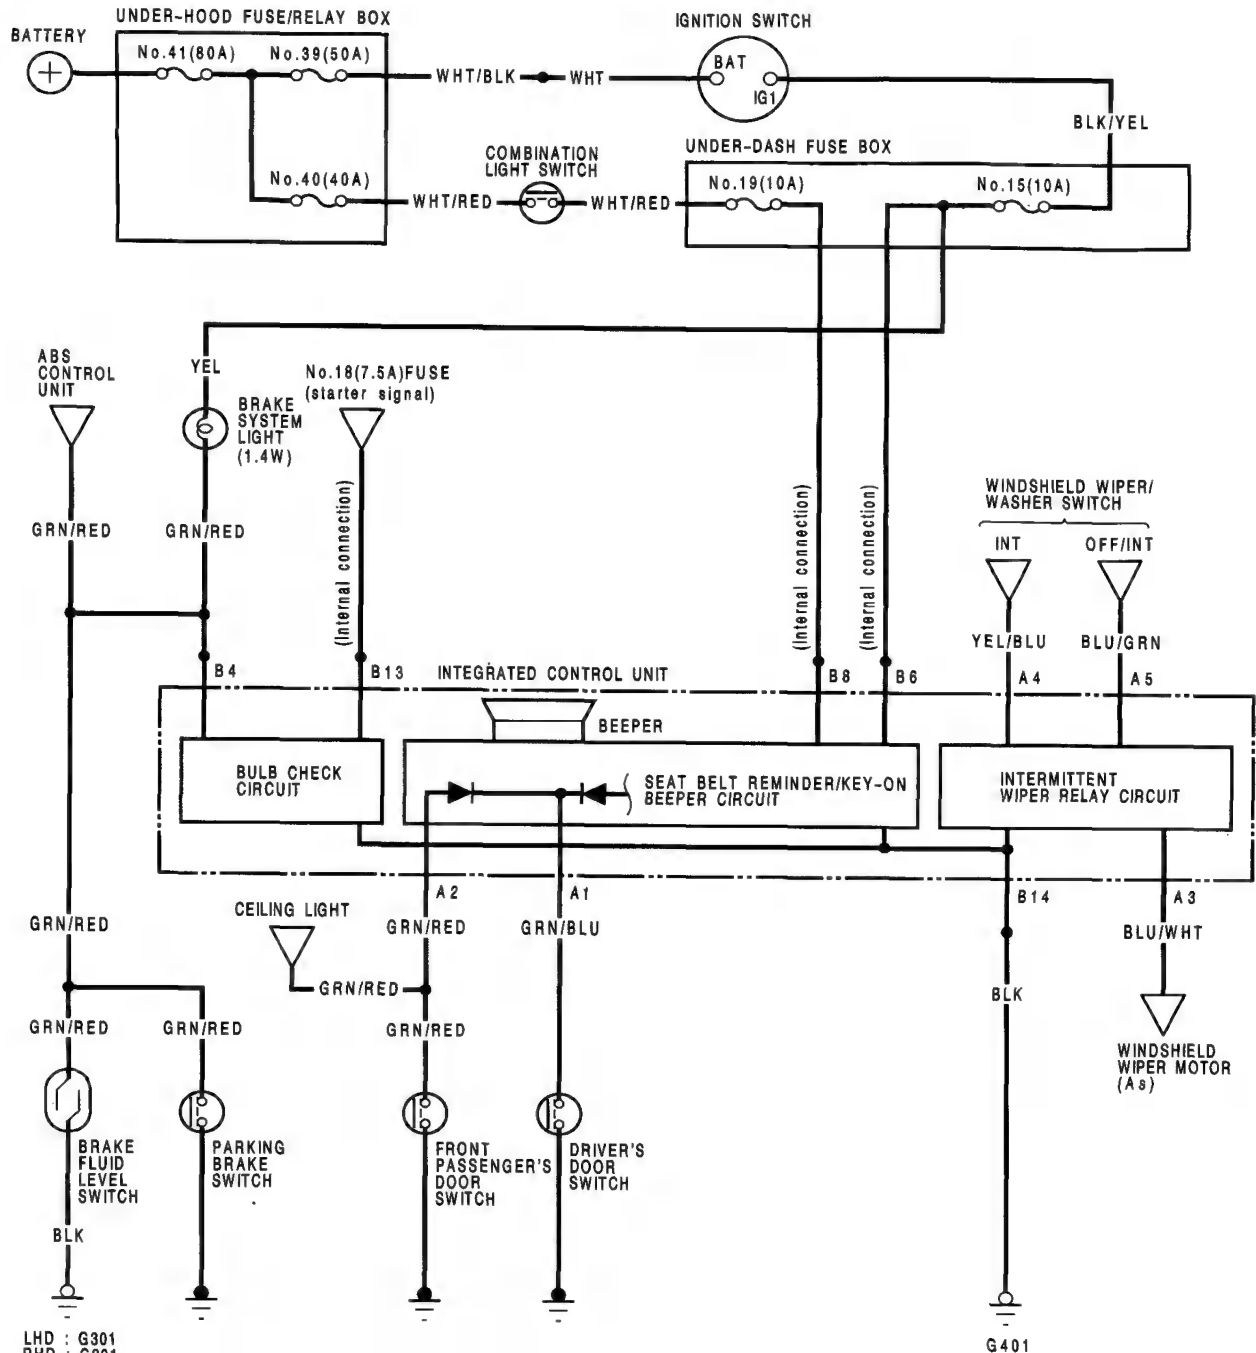 UNDER-HOOD FUSE/RELAY BOX
IGNITION SWITCH
BATTERY
No.41(80A)
No.39(50A)
WHT/BLK
WHT
BAT
IG1
BLK/YEL
UNDER-DASH FUSE BOX
COMBINATION
LIGHT SWITCH
No.40(40A)
WHT/RED
WHT/RED
No.19(10A)
No.15(10A)
ABS
CONTROL
UNIT
YEL
No.18(7.5A)FUSE
(starter signal)
BRAKE
SYSTEM
LIGHT
(1.4W)
GRN/RED
GRN/RED
(Internal connection)
(Internal connection)
(Internal connection)
WINDSHIELD WIPER/
WASHER SWITCH
INT
OFF/INT
YEL/BLU
BLU/GRN
B4
B13
INTEGRATED CONTROL UNIT
B8
B6
A4
A5
BEEPER
BULB CHECK
CIRCUIT
SEAT BELT REMINDER/KEY-ON
BEEPER CIRCUIT
INTERMITTENT
WIPER RELAY CIRCUIT
A2
A1
B14
A3
CEILING LIGHT
GRN/RED
GRN/RED
GRN/BLU
BLU/WHT
GRN/RED
BLK
GRN/RED
GRN/RED
GRN/RED
WINDSHIELD
WIPER MOTOR
(As)
BRAKE
FLUID
LEVEL
SWITCH
PARKING
BRAKE
SWITCH
FRONT
PASSENGER'S
DOOR
SWITCH
DRIVER'S
DOOR
SWITCH
BLK
LHD : G301
G401